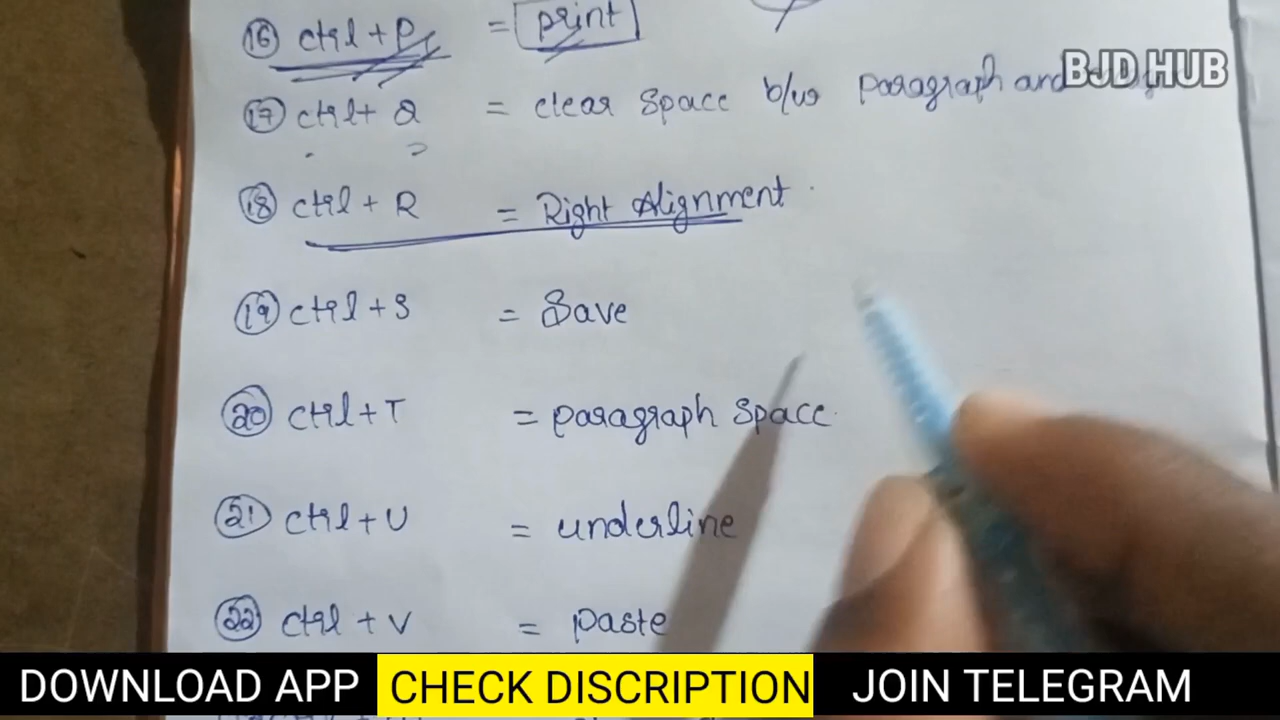 16 ctrl + P = print
17 ctrl + Q = clear space b/w paragraph and
BJD HUB
18 ctrl + R = Right Alignment
19 ctrl + S = Save
20 ctrl + T = paragraph space
21 ctrl + U = underline
22 ctrl + V = paste
DOWNLOAD APP CHECK DISCRIPTION JOIN TELEGRAM